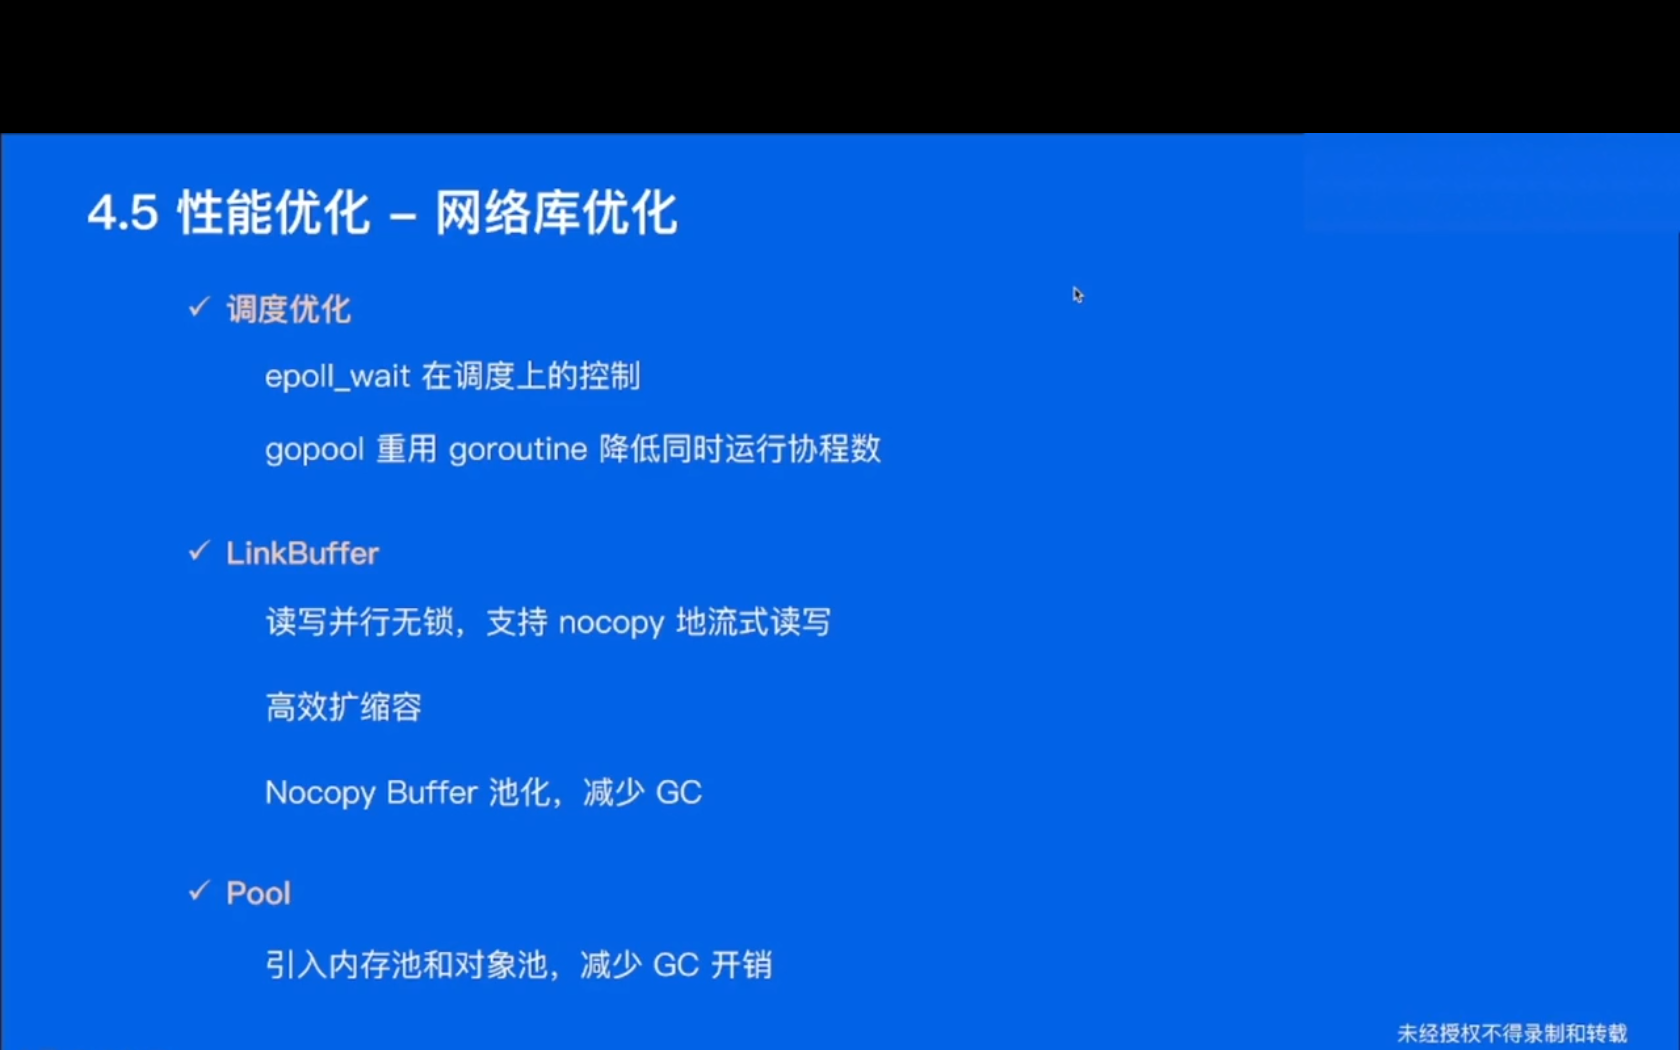 4.5 性能优化 – 网络库优化
✓ 调度优化
epoll_wait 在调度上的控制
gopool 重用 goroutine 降低同时运行协程数
✓ LinkBuffer
读写并行无锁，支持 nocopy 地流式读写
高效扩缩容
Nocopy Buffer 池化，减少 GC
✓ Pool
引入内存池和对象池，减少 GC 开销
未经授权不得录制和转载